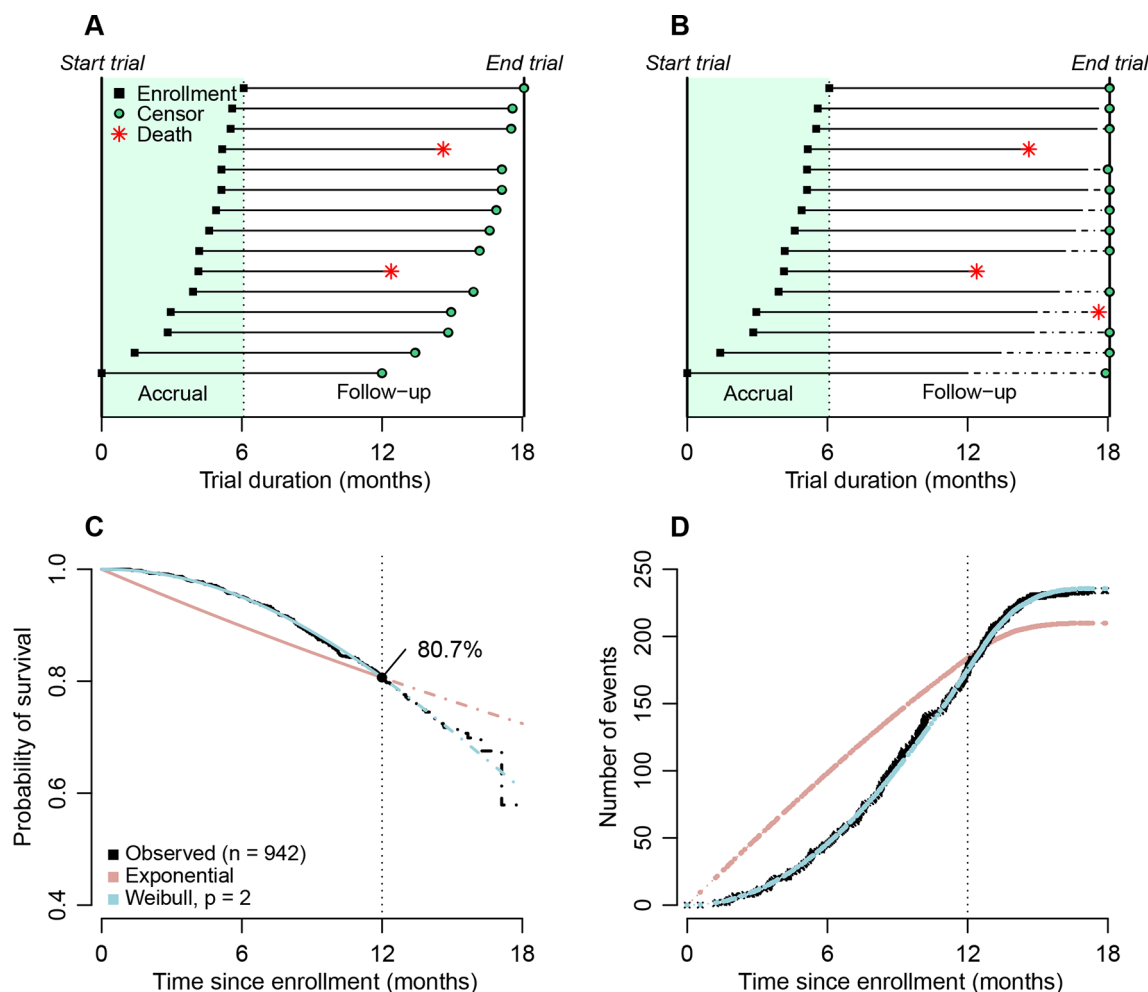 A
Start trial
End trial
Enrollment
Censor
Death
Accrual
Follow−up
0
6
12
18
Trial duration (months)
B
Start trial
End trial
Accrual
Follow−up
0
6
12
18
Trial duration (months)
C
Probability of survival
1.0
0.8
0.6
0.4
80.7%
Observed (n = 942)
Exponential
Weibull, p = 2
0
6
12
18
Time since enrollment (months)
D
Number of events
250
200
150
100
50
0
0
6
12
18
Time since enrollment (months)